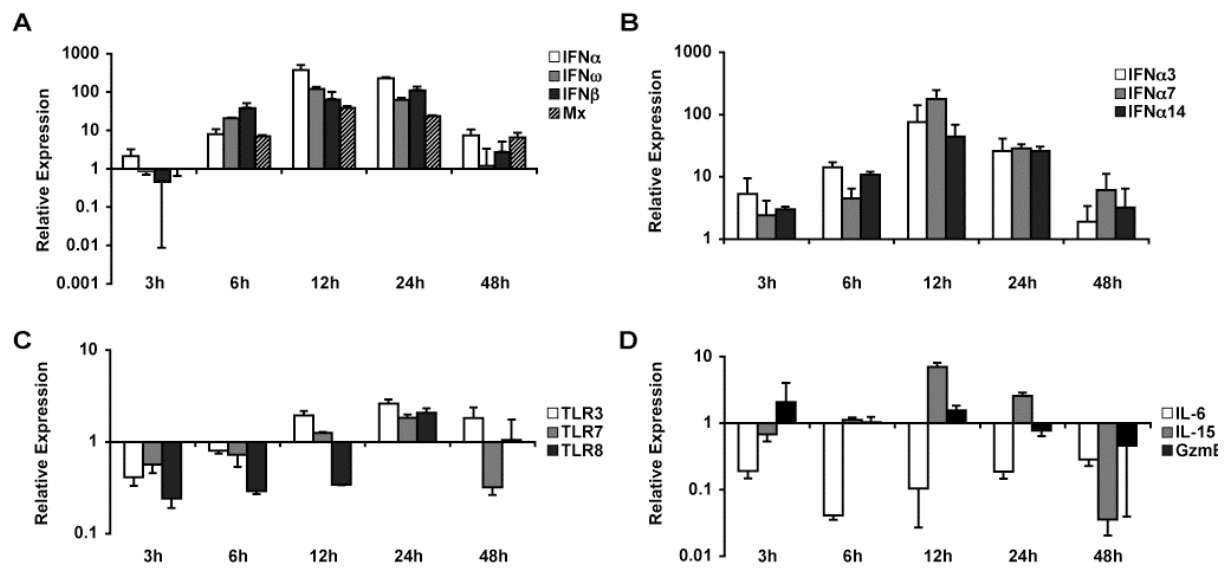 A
Relative Expression
1000
100
10
1
0.1
0.01
0.001
3h 6h 12h 24h 48h
IFNα
IFNω
IFNβ
Mx
B
Relative Expression
1000
100
10
1
3h 6h 12h 24h 48h
IFNα3
IFNα7
IFNα14
C
Relative Expression
10
1
0.1
3h 6h 12h 24h 48h
TLR3
TLR7
TLR8
D
Relative Expression
10
1
0.1
0.01
3h 6h 12h 24h 48h
IL-6
IL-15
GzmB